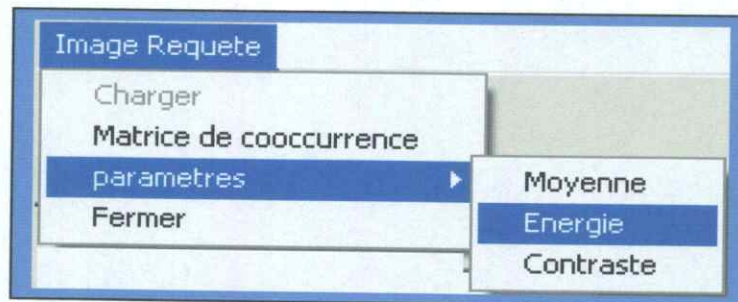 Image Requete
Charger
Matrice de cooccurrence
parametres
Fermer
Moyenne
Energie
Contraste